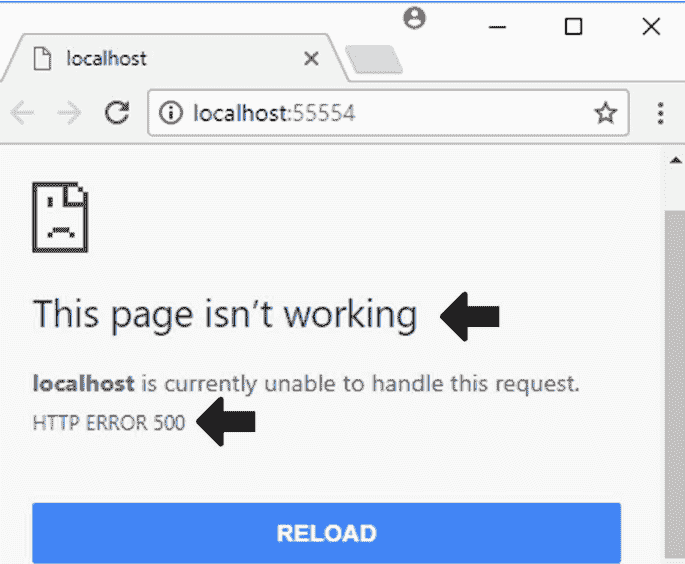 localhost
localhost:55554
This page isn't working
localhost is currently unable to handle this request.
HTTP ERROR 500
RELOAD